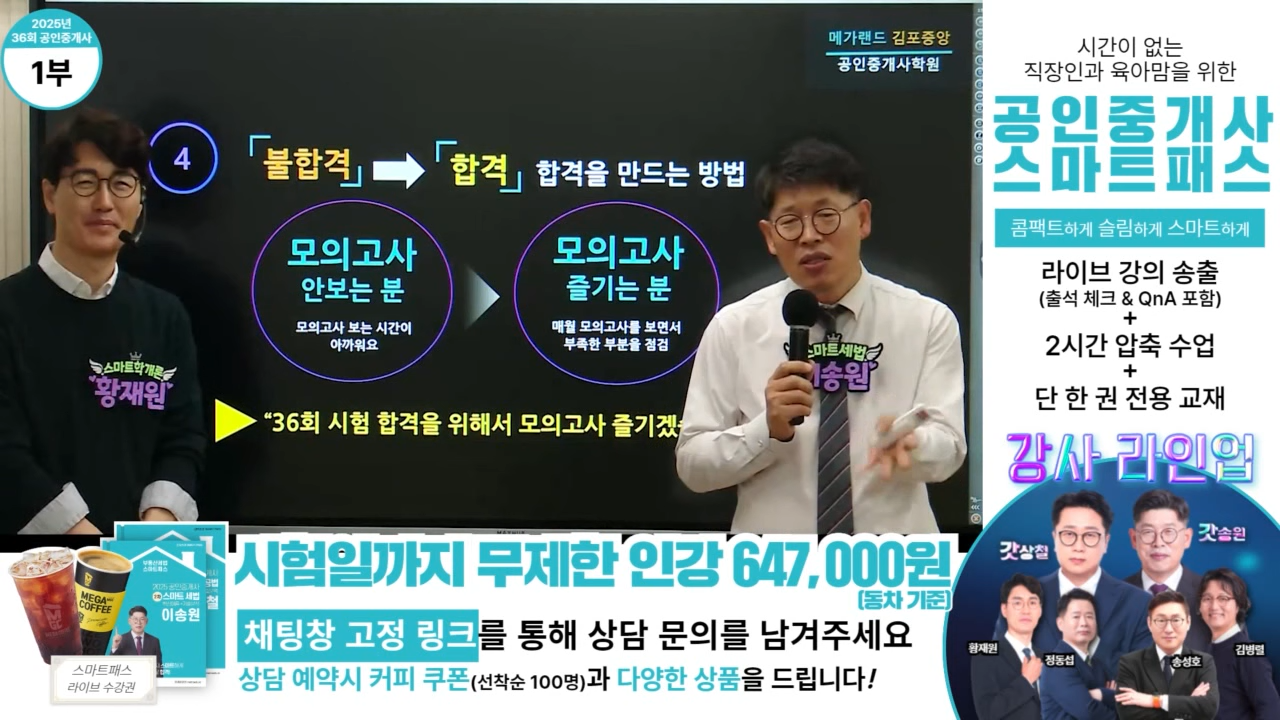 2025년
36회 공인중개사
1부
메가랜드 김포중앙
공인중개사학원
4
「불합격」 ➡ 「합격」 합격을 만드는 방법
모의고사
안보는 분
모의고사 보는 시간이
아까워요
모의고사
즐기는 분
매월 모의고사를 보면서
부족한 부분을 점검
“36회 시험 합격을 위해서 모의고사 즐기겠
스마트학개론
"황재원"
스마트세법
이송원"
시간이 없는
직장인과 육아맘을 위한
공인중개사
스마트패스
콤팩트하게 슬림하게 스마트하게
라이브 강의 송출
(출석 체크 & QnA 포함)
+
2시간 압축 수업
+
단 한 권 전용 교재
강사 라인업
갓상철
갓송원
황재원
정동섭
송성호
김병렬
MEGA
COFFEE
스마트 세법
이송원
스마트패스
라이브 수강권
시험일까지 무제한 인강 647,000원
(동차 기준)
채팅창 고정 링크를 통해 상담 문의를 남겨주세요
상담 예약시 커피 쿠폰(선착순 100명)과 다양한 상품을 드립니다!